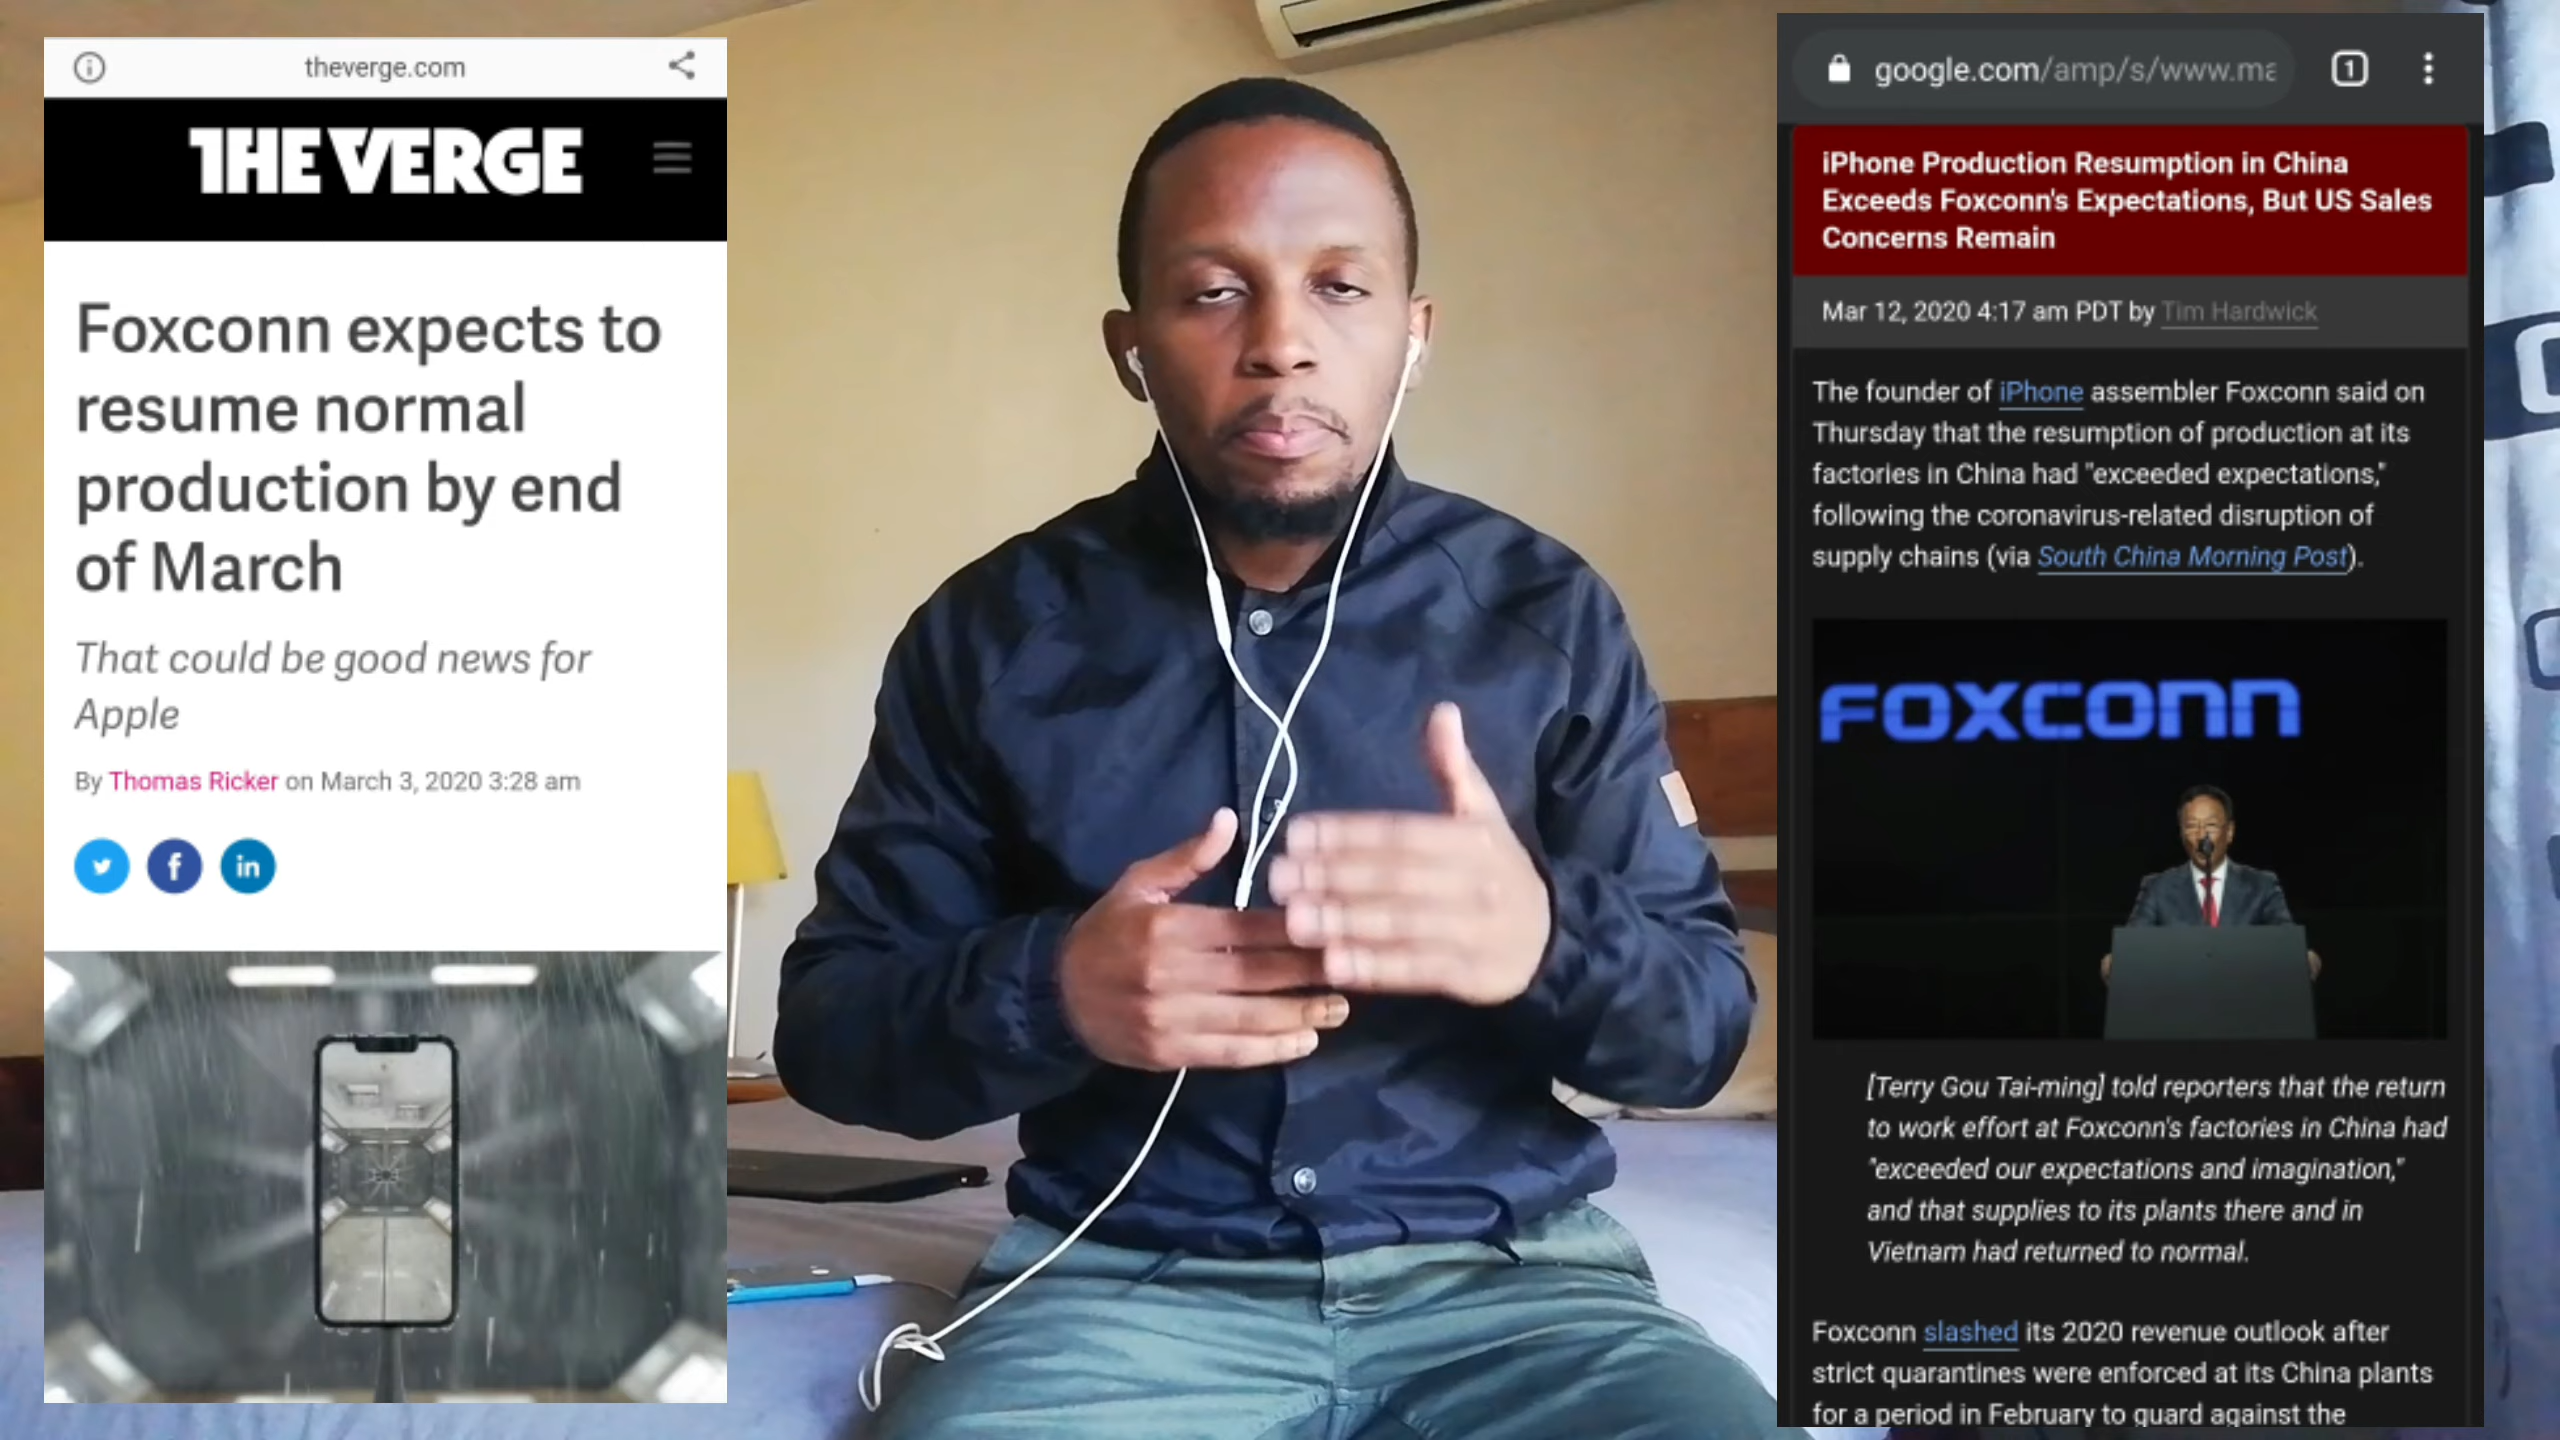 theverge.com
THE VERGE
Foxconn expects to
resume normal
production by end
of March
That could be good news for
Apple
By Thomas Ricker on March 3, 2020 3:28 am
f
in
google.com/amp/s/www.ma
1
iPhone Production Resumption in China
Exceeds Foxconn's Expectations, But US Sales
Concerns Remain
Mar 12, 2020 4:17 am PDT by Tim Hardwick
The founder of iPhone assembler Foxconn said on
Thursday that the resumption of production at its
factories in China had "exceeded expectations,"
following the coronavirus-related disruption of
supply chains (via South China Morning Post).
FOXCONN
[Terry Gou Tai-ming] told reporters that the return
to work effort at Foxconn's factories in China had
"exceeded our expectations and imagination,"
and that supplies to its plants there and in
Vietnam had returned to normal.
Foxconn slashed its 2020 revenue outlook after
strict quarantines were enforced at its China plants
for a period in February to guard against the